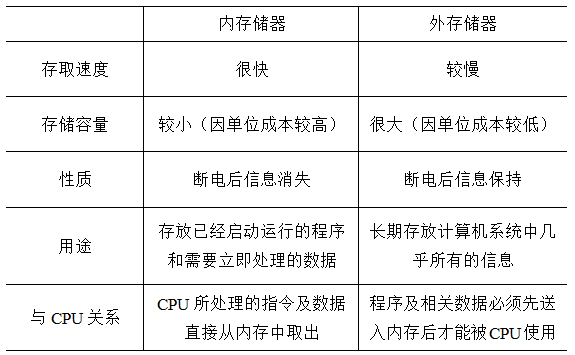 内存储器 外存储器
存取速度 很快 较慢
存储容量 较小（因单位成本较高） 很大（因单位成本较低）
性质 断电后信息消失 断电后信息保持
用途 存放已经启动运行的程序 长期存放计算机系统中几
和需要立即处理的数据 乎所有的信息
与 CPU 关系 CPU 所处理的指令及数据 程序及相关数据必须先送
直接从内存中取出 入内存后才能被 CPU 使用